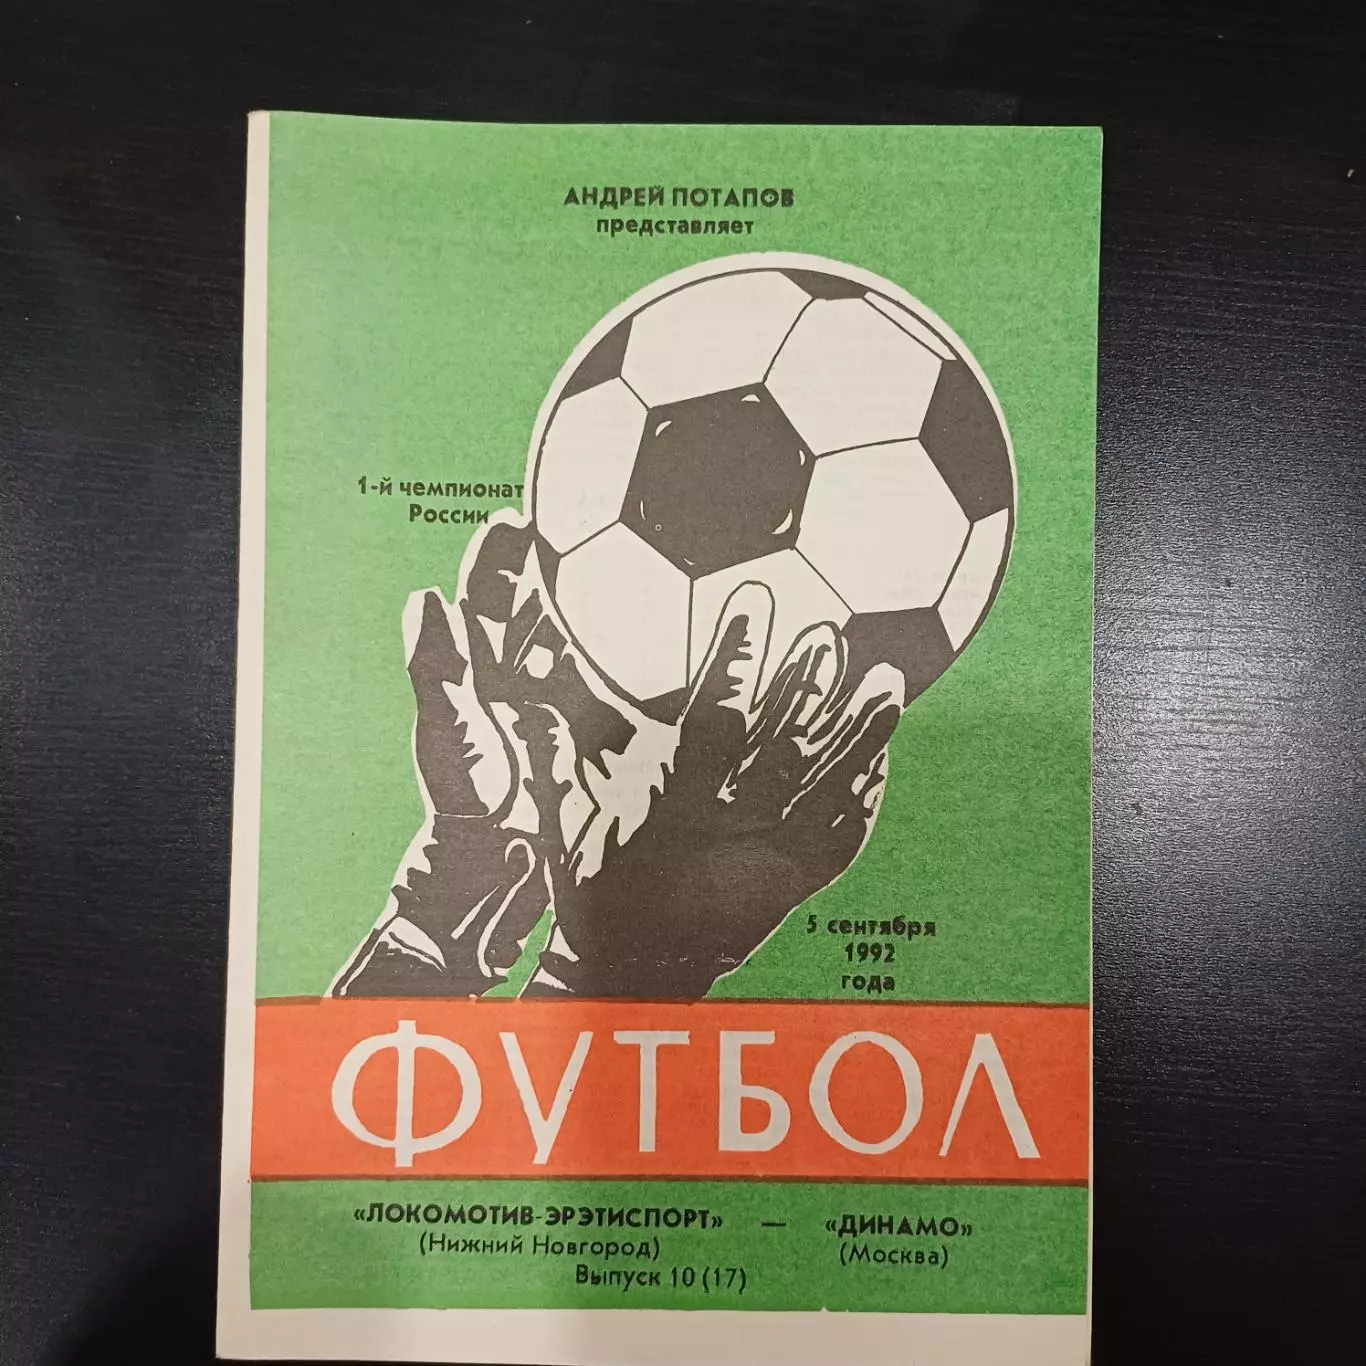 АНДРЕЙ ПОТАПОВ
представляет
1-й чемпионат
России
5 сентября
1992
года
ФУТБОЛ
«ЛОКОМОТИВ-ЭРЭТИСПОРТ» — «ДИНАМО»
(Нижний Новгород) (Москва)
Выпуск 10 (17)